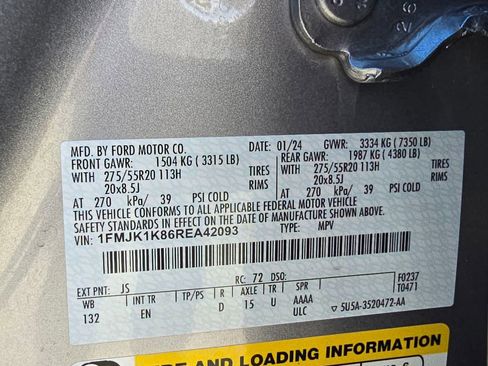 MFD. BY FORD MOTOR CO.
01/24 GVWR: 3334 KG ( 7350 LB)
FRONT GAWR: 1504 KG ( 3315 LB)
REAR GAWR: 1987 KG ( 4380 LB)
WITH 275/55R20 113H TIRES
WITH 275/55R20 113H TIRES
20x8.5J RIMS
20x8.5J RIMS
AT 270 kPa/ 39 PSI COLD
AT 270 kPa/ 39 PSI COLD
THIS VEHICLE CONFORMS TO ALL APPLICABLE FEDERAL MOTOR VEHICLE
SAFETY STANDARDS IN EFFECT ON THE DATE OF MANUFACTURE SHOWN ABOVE.
VIN: 1FMJK1K86REA42093 TYPE: MPV
EXT PNT: JS RC: 72 DSO: F0237
WB INT TR R AXLE TR SPR T0471
132 EN D 15 U AAAA
ULC ▽ 5U5A-3520472-AA
AND LOADING INFORMATION